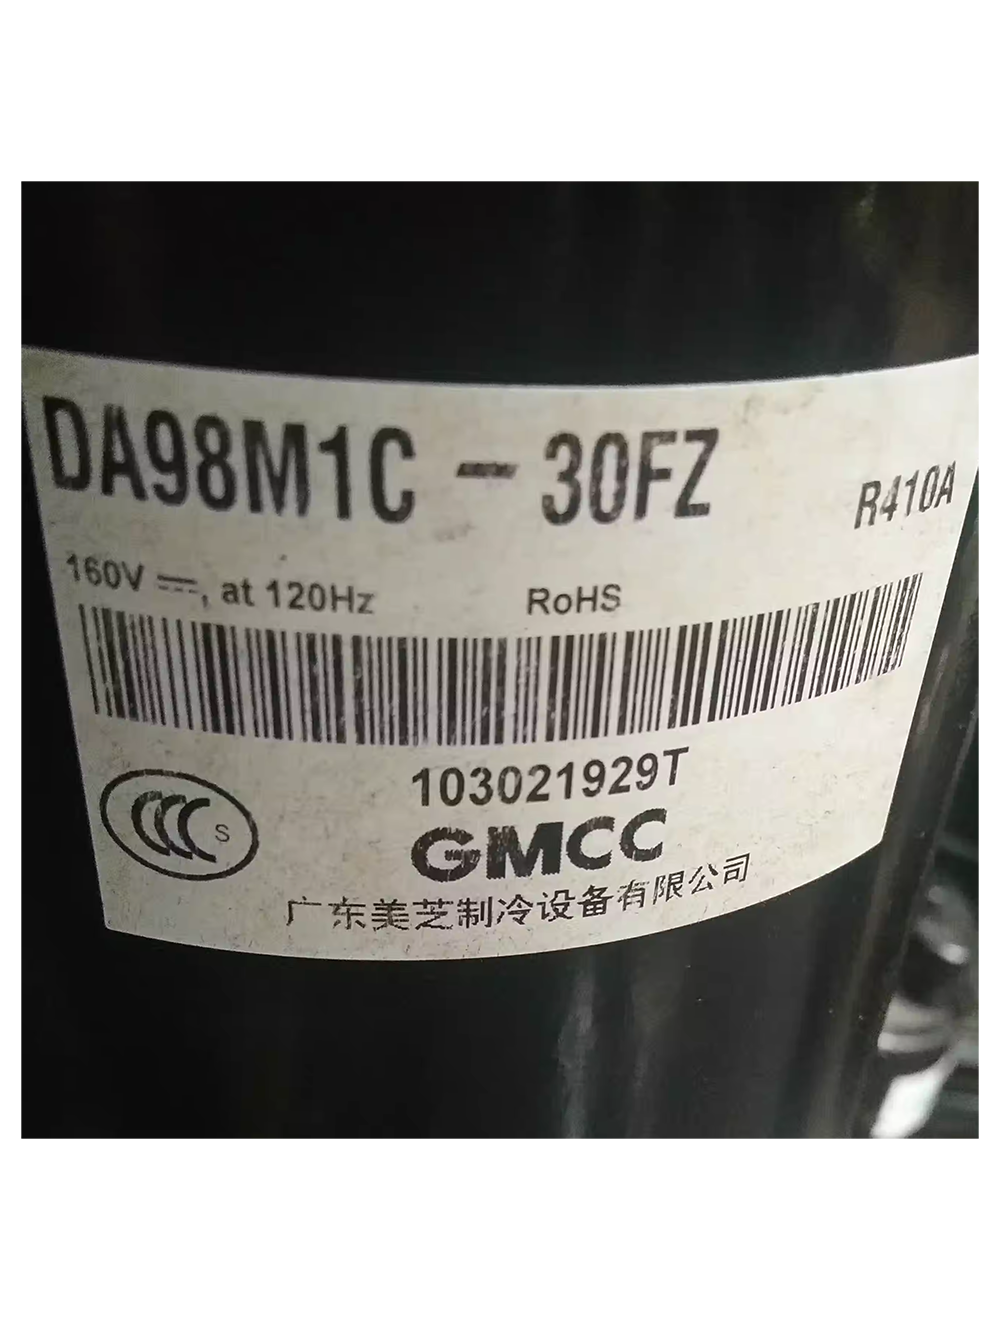 DA98M1C - 30FZ
R410A
160V ⎓, at 120Hz
RoHS
103021929T
CCC S
GMCC
广东美芝制冷设备有限公司